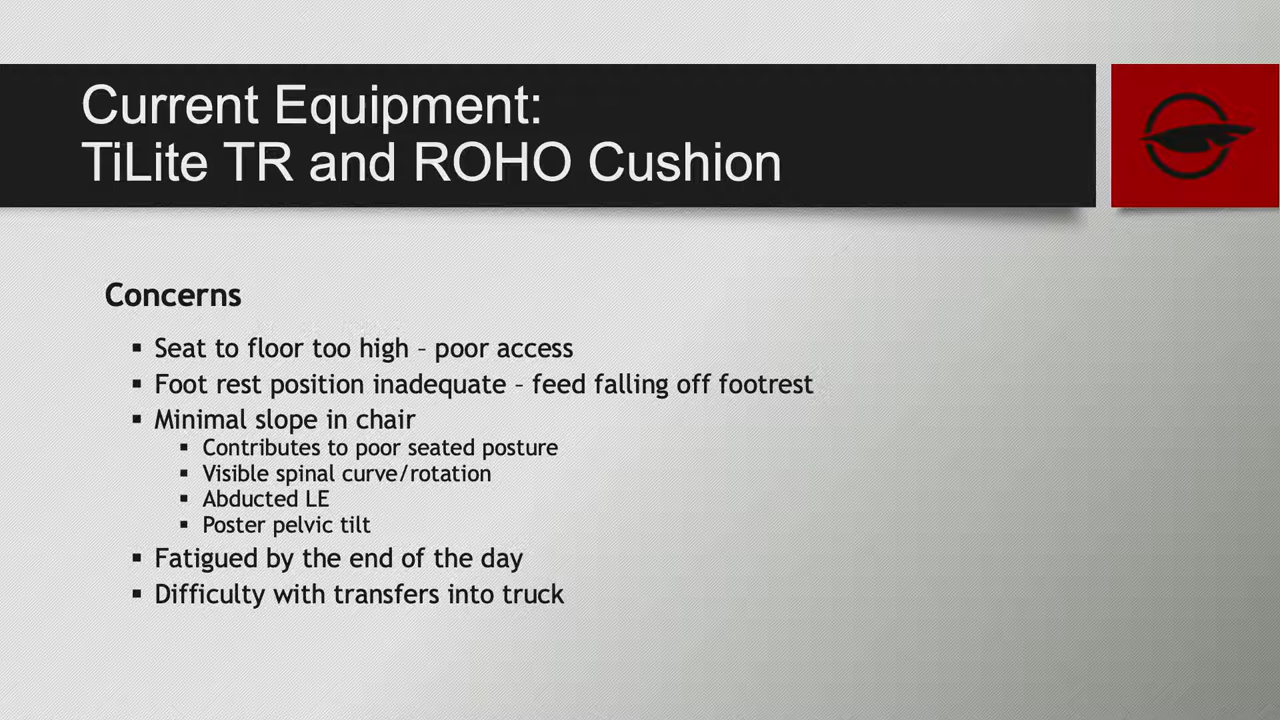 Current Equipment:
TiLite TR and ROHO Cushion
Concerns
▪ Seat to floor too high – poor access
▪ Foot rest position inadequate – feed falling off footrest
▪ Minimal slope in chair
▪ Contributes to poor seated posture
▪ Visible spinal curve/rotation
▪ Abducted LE
▪ Poster pelvic tilt
▪ Fatigued by the end of the day
▪ Difficulty with transfers into truck